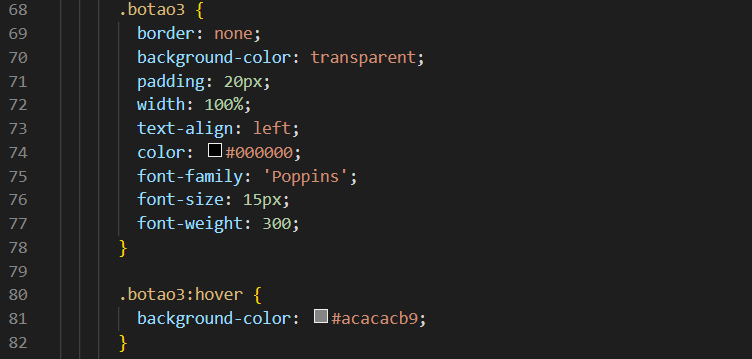 68 .botao3 {
69 border: none;
70 background-color: transparent;
71 padding: 20px;
72 width: 100%;
73 text-align: left;
74 color: #000000;
75 font-family: 'Poppins';
76 font-size: 15px;
77 font-weight: 300;
78 }
79
80 .botao3:hover {
81 background-color: #acacacb9;
82 }